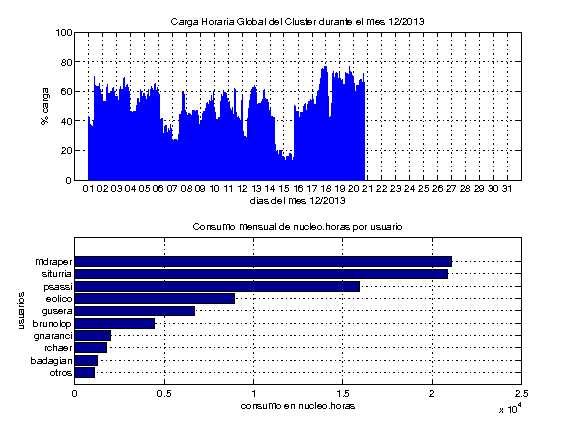 Carga Horaria Global del Cluster durante el mes 12/2013
100
80
60
40
20
0
% carga
01 02 03 04 05 06 07 08 09 10 11 12 13 14 15 16 17 18 19 20 21 22 23 24 25 26 27 28 29 30 31
dias del mes 12/2013
Consumo mensual de nucleo.horas por usuario
usuarios
mdraper
siturria
psassi
eolico
gusera
brunolop
gnaranci
rchaer
badagian
otros
0 0.5 1 1.5 2 2.5
consumo en nucleo.horas
x 10^4